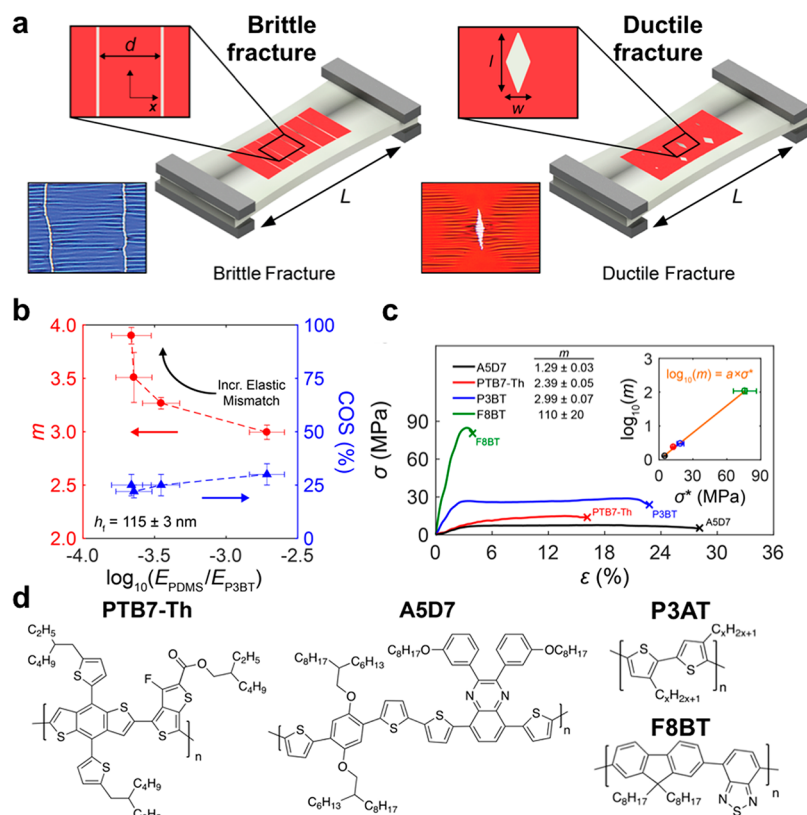 a
Brittle
fracture
Ductile
fracture
d
x
l
w
L
L
Brittle Fracture
Ductile Fracture
b
4.0
3.5
3.0
2.5
2.0
m
100
75
50
25
0
COS (%)
Incr. Elastic
Mismatch
h_f = 115 ± 3 nm
-4.0 -3.5 -3.0 -2.5
log₁₀(E_PDMS/E_P3BT)
c
m
A5D7 1.29 ± 0.03
PTB7-Th 2.39 ± 0.05
P3BT 2.99 ± 0.07
F8BT 110 ± 20
log₁₀(m) = a×σ*
3
2
1
0
log₁₀(m)
0 30 60 90
σ* (MPa)
90
60
30
0
σ (MPa)
F8BT
P3BT
PTB7-Th
A5D7
0 6 12 18 24 30 36
ε (%)
d
PTB7-Th
C₂H₅
C₄H₉
F
O
O
C₂H₅
C₄H₉
S
S
S
S
S
S
n
C₄H₉
C₂H₅
A5D7
C₈H₁₇
C₆H₁₃
C₈H₁₇O
OC₈H₁₇
O
N
N
S
S
S
S
n
O
C₆H₁₃
C₈H₁₇
P3AT
CₓH₂ₓ₊₁
S
S
n
CₓH₂ₓ₊₁
F8BT
n
C₈H₁₇
C₈H₁₇
N
S
N